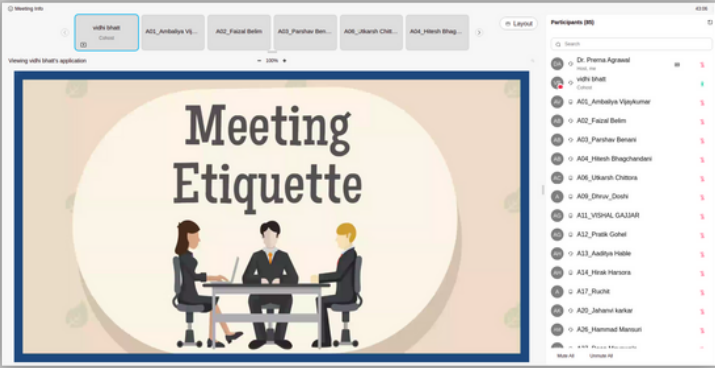 Meeting Info
43:06
vidhi bhatt
Cohost
A01_Ambaliya Vij...
A02_Faizal Belim
A03_Parshav Ben...
A06_Utkarsh Chitt...
A04_Hitesh Bhag...
Layout
Viewing vidhi bhatt's application
100%
Meeting
Etiquette
Participants (85)
Search
Dr. Prerna Agrawal
Host, me
vidhi bhatt
Cohost
A01_Ambaliya Vijaykumar
A02_Faizal Belim
A03_Parshav Benani
A04_Hitesh Bhagchandani
A06_Utkarsh Chittora
A09_Dhruv_Doshi
A11_VISHAL GAJJAR
A12_Pratik Gohel
A13_Aaditya Hable
A14_Hirak Harsora
A17_Ruchit
A20_Jahanvi karkar
A26_Hammad Mansuri
Mute All
Unmute All